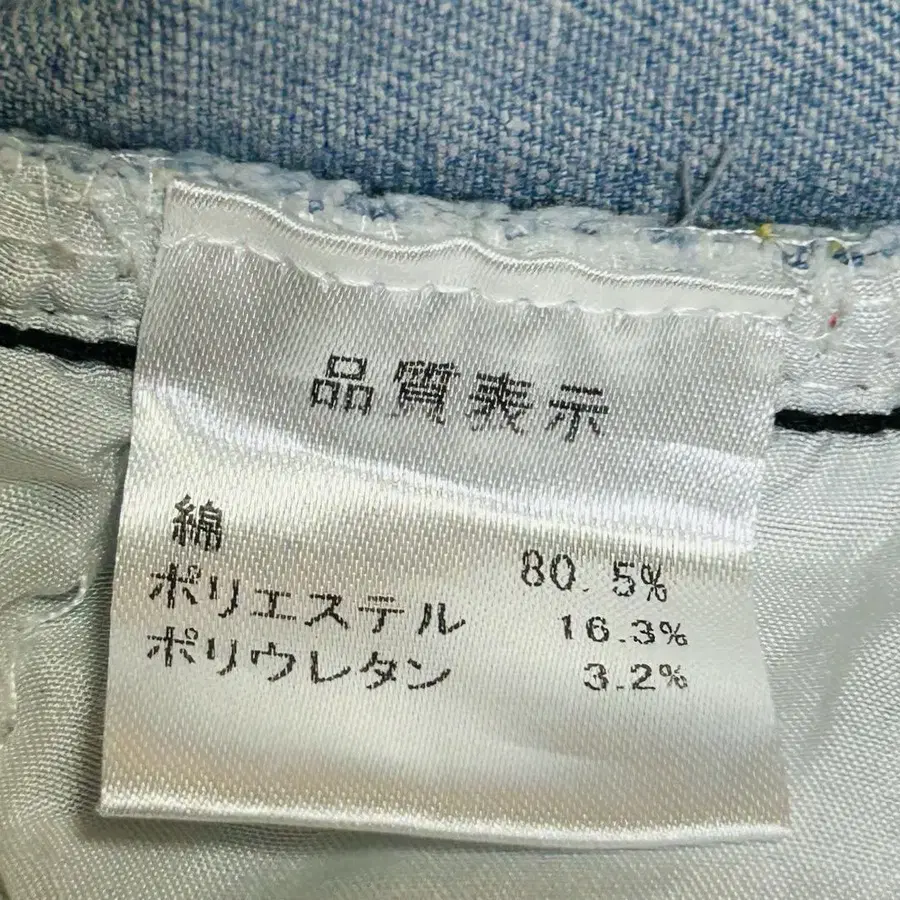 品質表示
綿 80.5%
ポリエステル 16.3%
ポリウレタン 3.2%